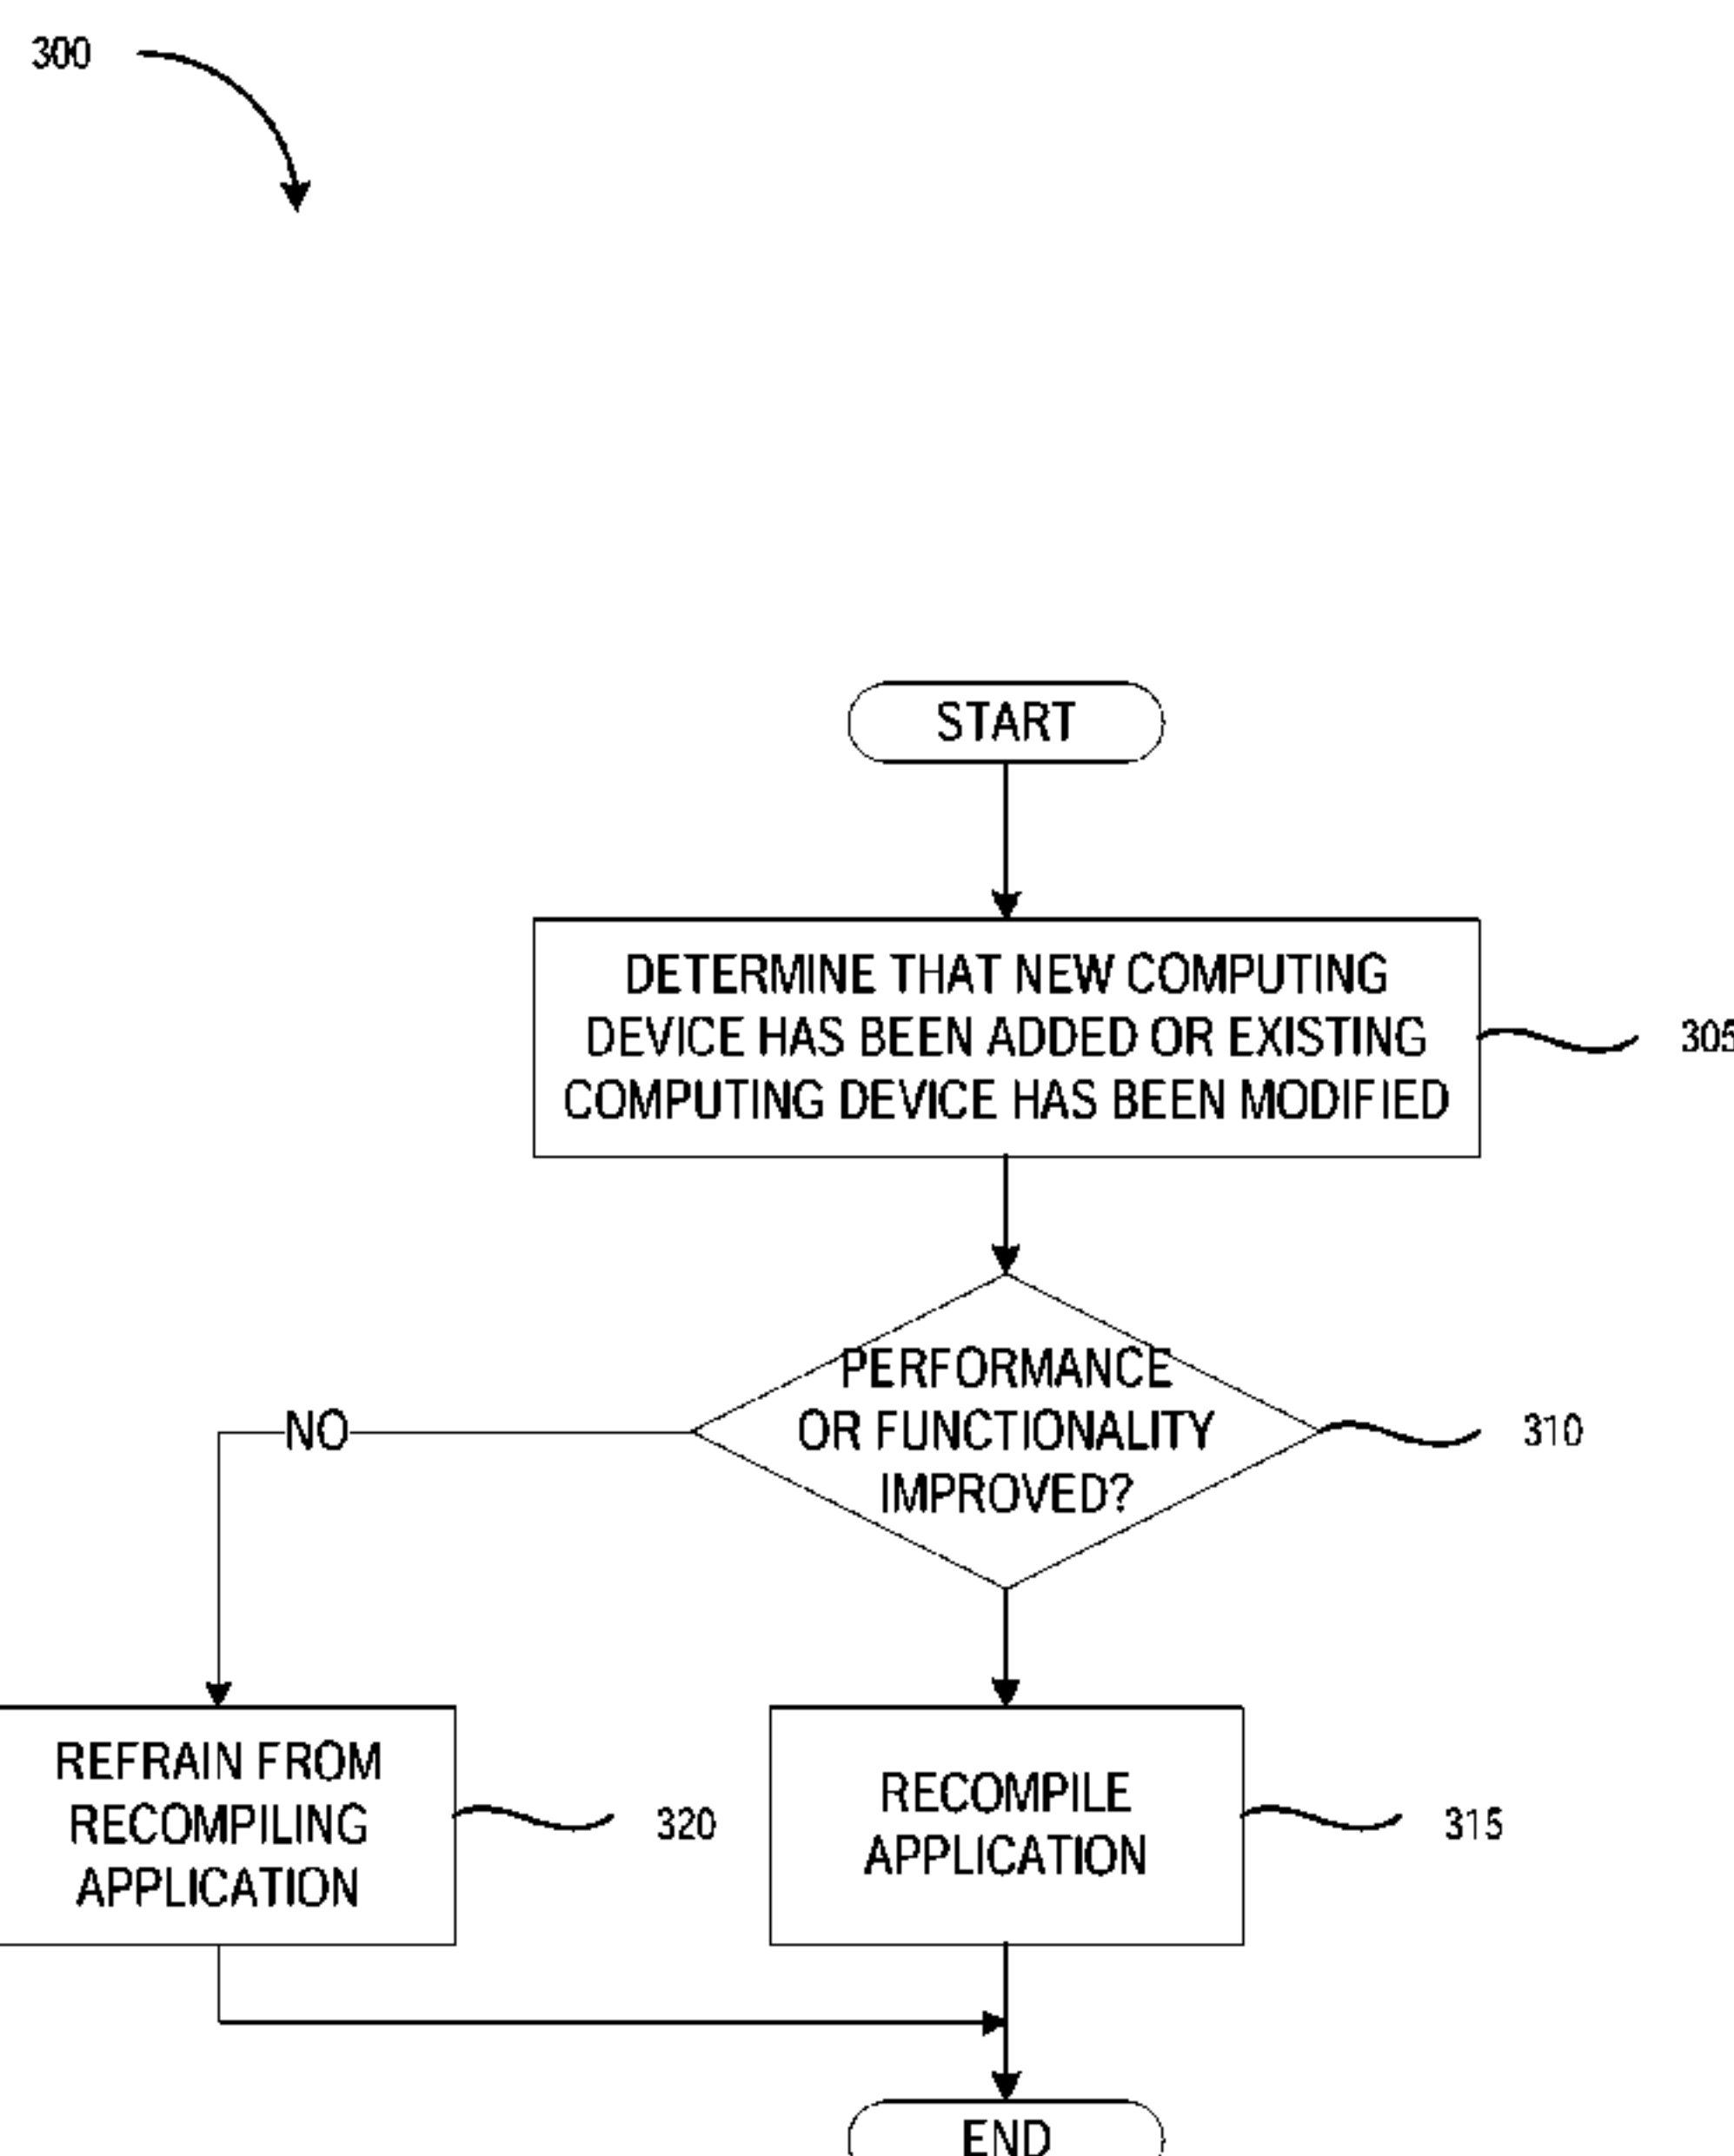 300
START
DETERMINE THAT NEW COMPUTING
DEVICE HAS BEEN ADDED OR EXISTING
COMPUTING DEVICE HAS BEEN MODIFIED
305
PERFORMANCE
OR FUNCTIONALITY
IMPROVED?
310
NO
REFRAIN FROM
RECOMPILING
APPLICATION
320
RECOMPILE
APPLICATION
315
END